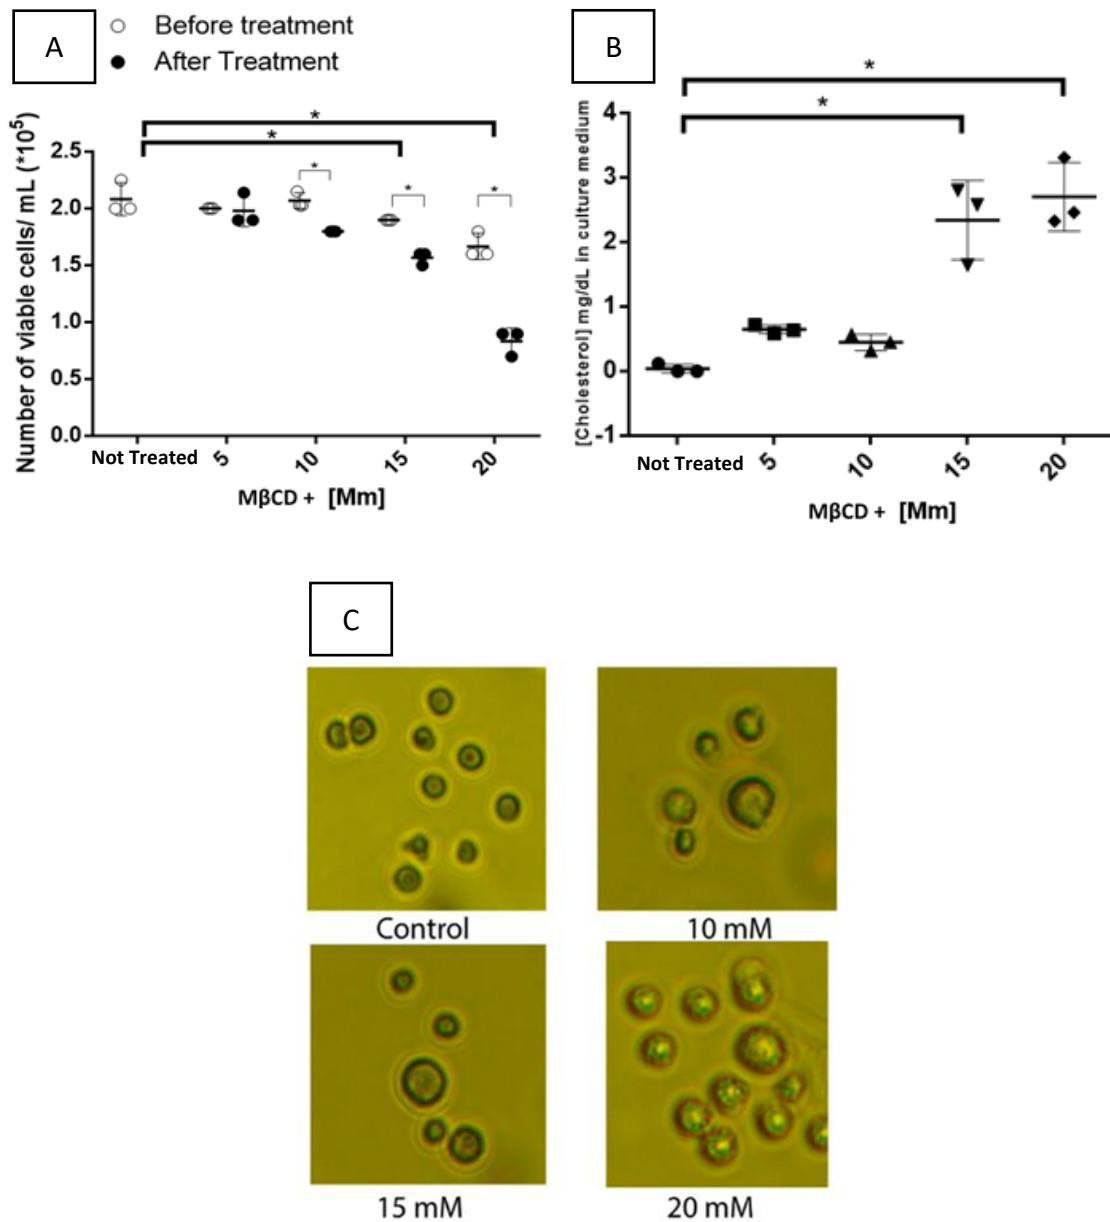 A
Before treatment
After Treatment
*
*
*
*
*
Number of viable cells/ mL (*10⁵)
2.5
2.0
1.5
1.0
0.5
0.0
Not Treated
5
10
15
20
MβCD + [Mm]
B
*
*
[Cholesterol] mg/dL in culture medium
4
3
2
1
0
-1
Not Treated
5
10
15
20
MβCD + [Mm]
C
Control
10 mM
15 mM
20 mM